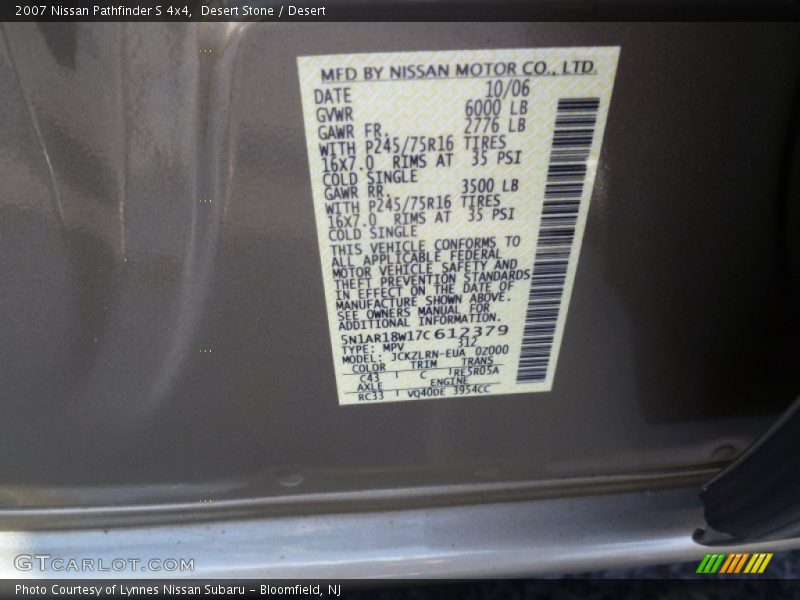 2007 Nissan Pathfinder S 4x4,  Desert Stone / Desert
MFD BY NISSAN MOTOR CO., LTD.
DATE 10/06
GVWR 6000 LB
GAWR FR. 2776 LB
WITH P245/75R16 TIRES
16x7.0 RIMS AT 35 PSI
COLD SINGLE
GAWR RR. 3500 LB
WITH P245/75R16 TIRES
16x7.0 RIMS AT 35 PSI
COLD SINGLE
THIS VEHICLE CONFORMS TO
ALL APPLICABLE FEDERAL
MOTOR VEHICLE SAFETY AND
THEFT PREVENTION STANDARDS
IN EFFECT ON THE DATE OF
MANUFACTURE SHOWN ABOVE.
SEE OWNERS MANUAL FOR
ADDITIONAL INFORMATION.
5N1AR18W17C612379
TYPE: MPV 312
MODEL: JCKZLRN-EUA 0Z000
COLOR TRIM TRANS
C43 C RE5R05A
AXLE ENGINE
RC33 VQ40DE 3954CC
GTCARLOT.COM
Photo Courtesy of Lynnes Nissan Subaru - Bloomfield, NJ